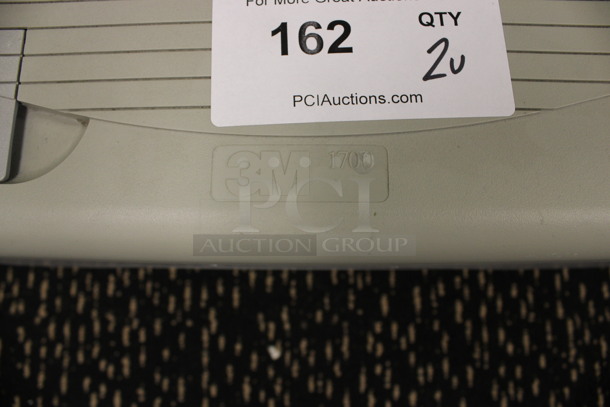 For More Great Auctions
162
QTY
2u
PCIAuctions.com
3M 1700
PCI
AUCTION GROUP